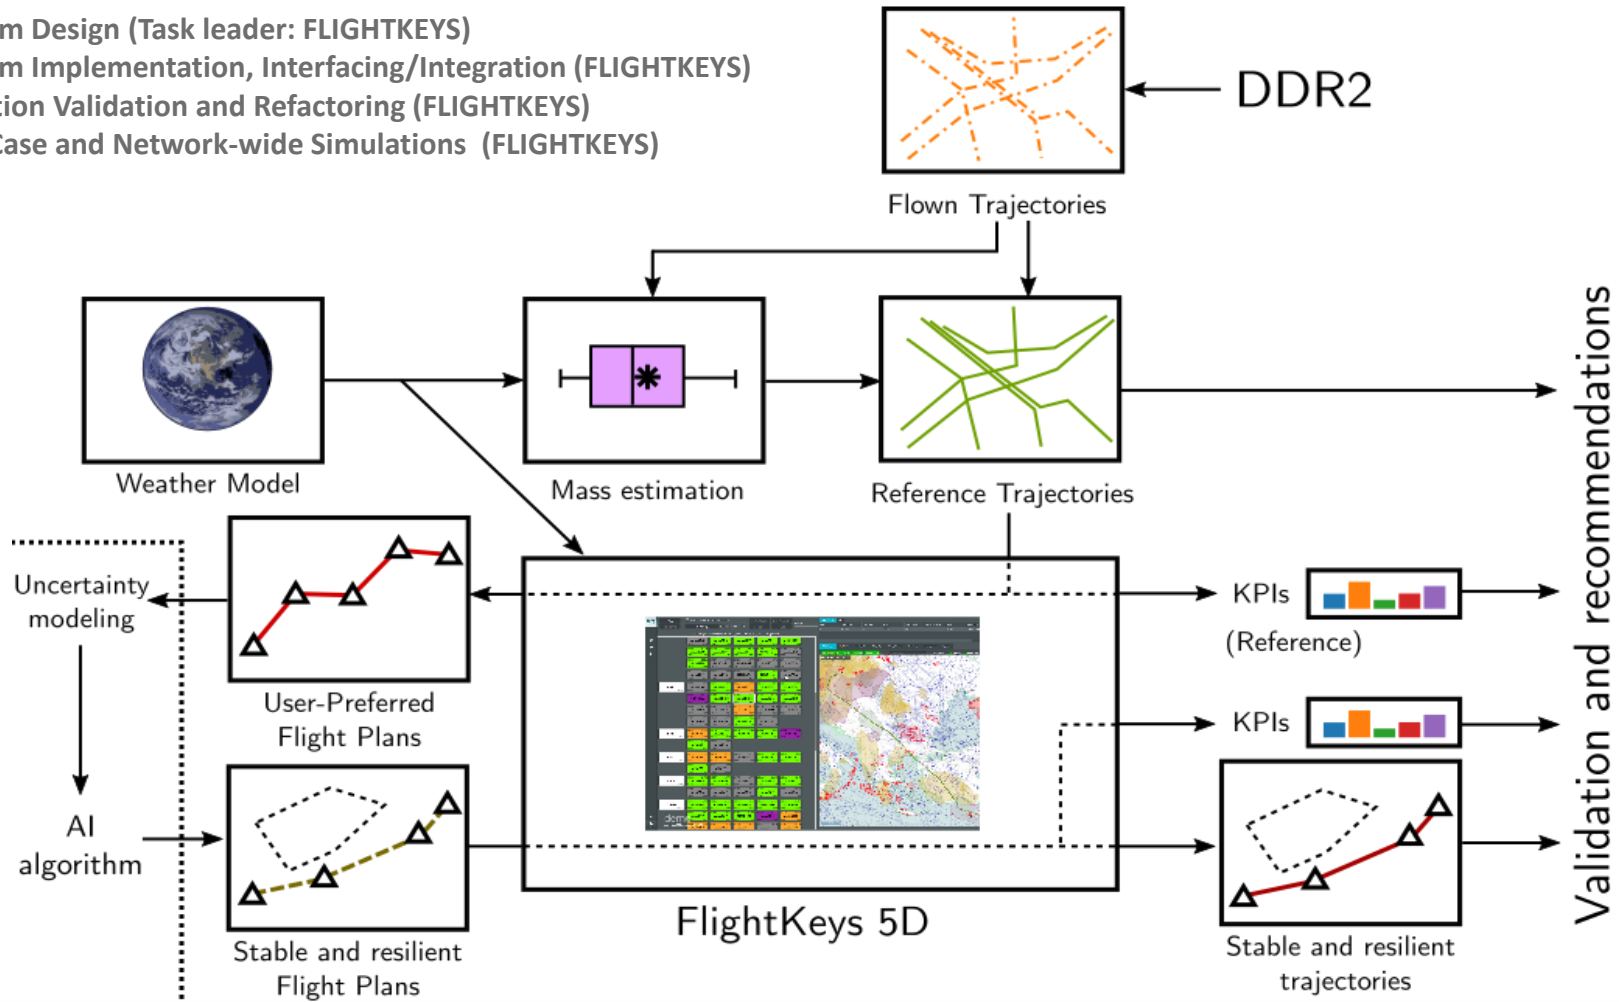 m Design (Task leader: FLIGHTKEYS)
m Implementation, Interfacing/Integration (FLIGHTKEYS)
tion Validation and Refactoring (FLIGHTKEYS)
Case and Network-wide Simulations (FLIGHTKEYS)
DDR2
Flown Trajectories
Weather Model
Mass estimation
Reference Trajectories
Uncertainty
modeling
User-Preferred
Flight Plans
AI
algorithm
Stable and resilient
Flight Plans
FlightKeys 5D
KPIs
(Reference)
KPIs
Stable and resilient
trajectories
Validation and recommendations